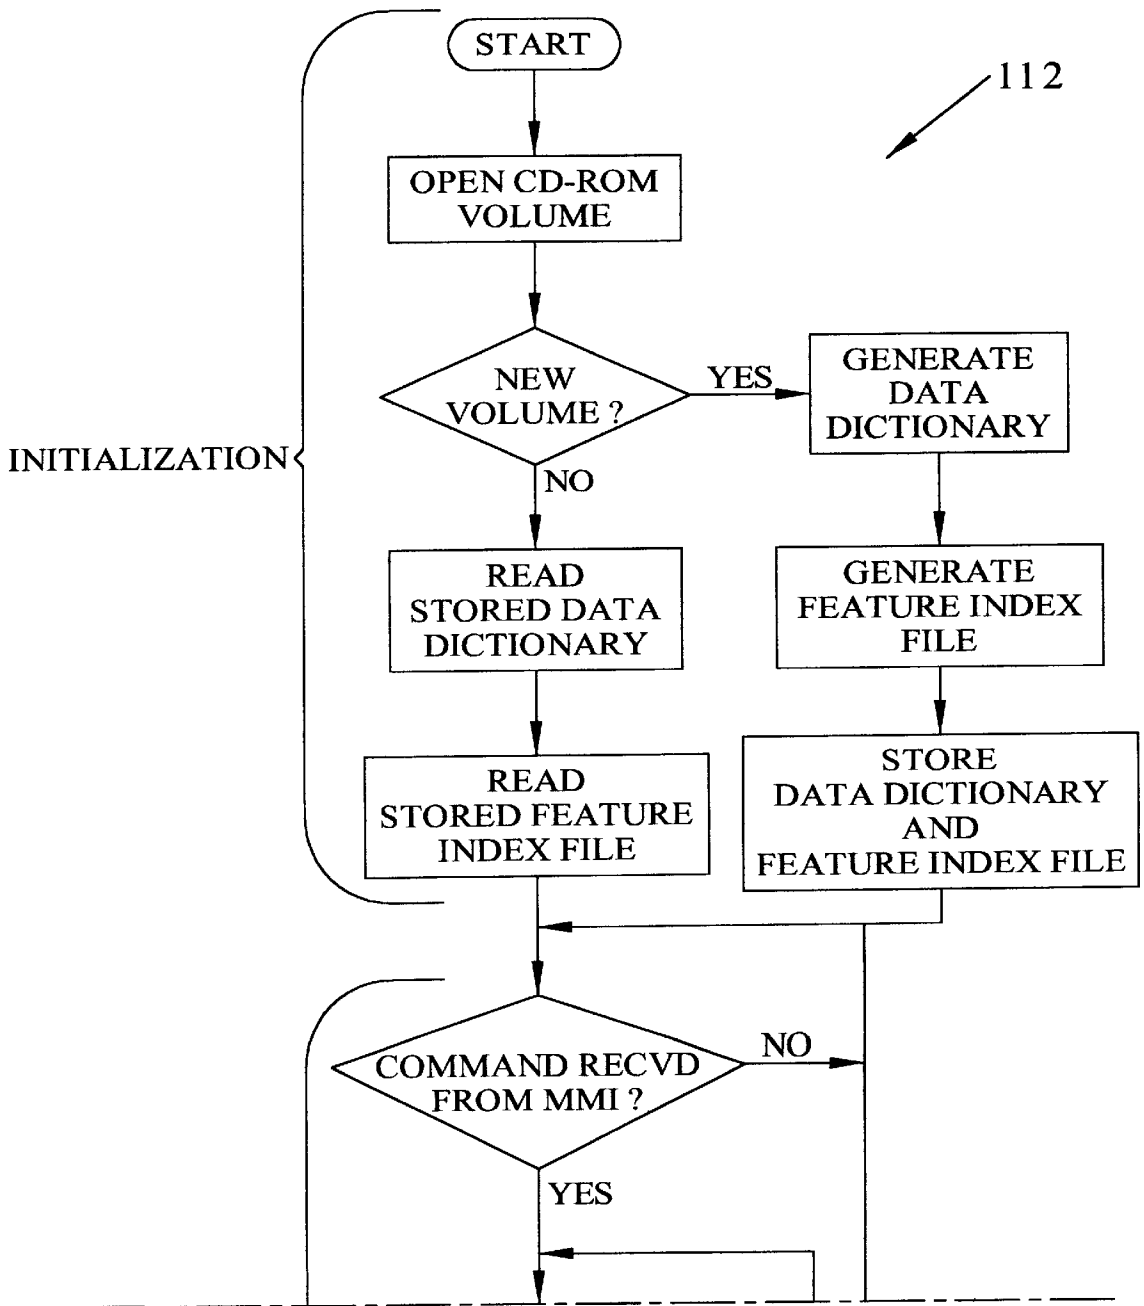 START
112
OPEN CD-ROM
VOLUME
NEW
VOLUME ?
YES
GENERATE
DATA
DICTIONARY
INITIALIZATION
NO
READ
STORED DATA
DICTIONARY
GENERATE
FEATURE INDEX
FILE
READ
STORED FEATURE
INDEX FILE
STORE
DATA DICTIONARY
AND
FEATURE INDEX FILE
COMMAND RECVD
FROM MMI ?
NO
YES